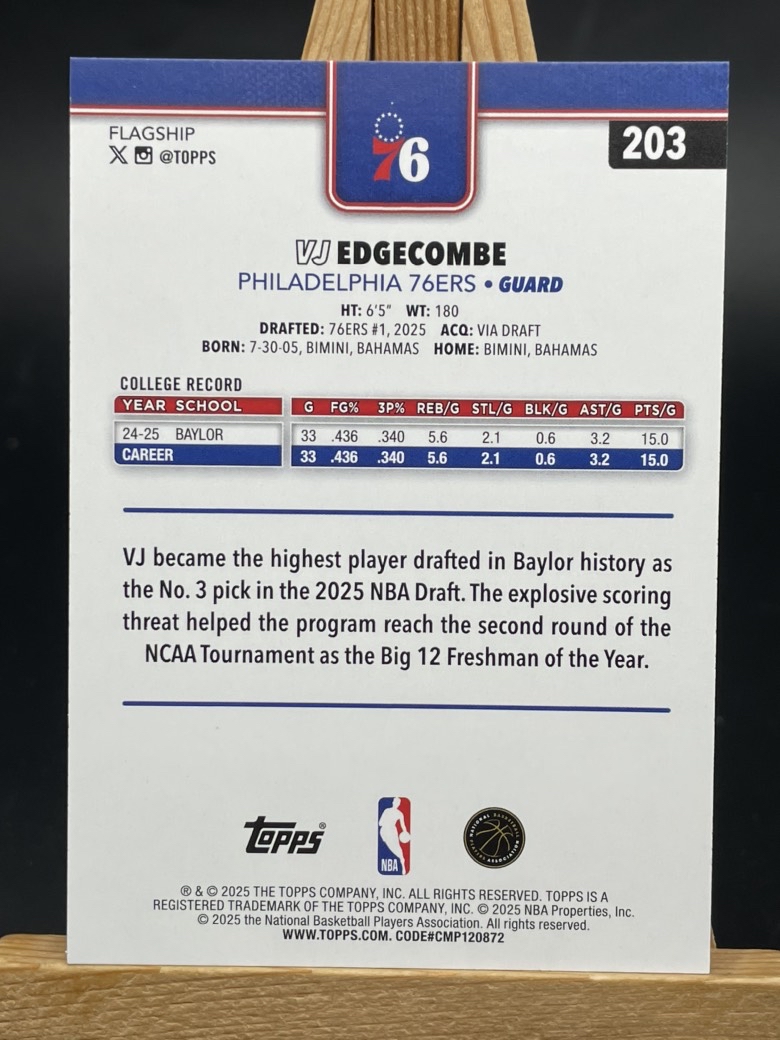 76
FLAGSHIP
203
X @TOPPS
VJ EDGECOMBE
PHILADELPHIA 76ERS • GUARD
HT: 6'5" WT: 180
DRAFTED: 76ERS #1, 2025 ACQ: VIA DRAFT
BORN: 7-30-05, BIMINI, BAHAMAS HOME: BIMINI, BAHAMAS
COLLEGE RECORD
YEAR SCHOOL G FG% 3P% REB/G STL/G BLK/G AST/G PTS/G
24-25 BAYLOR 33 .436 .340 5.6 2.1 0.6 3.2 15.0
CAREER 33 .436 .340 5.6 2.1 0.6 3.2 15.0
VJ became the highest player drafted in Baylor history as
the No. 3 pick in the 2025 NBA Draft. The explosive scoring
threat helped the program reach the second round of the
NCAA Tournament as the Big 12 Freshman of the Year.
topps®
NBA
NATIONAL BASKETBALL PLAYERS ASSOCIATION
® & © 2025 THE TOPPS COMPANY, INC. ALL RIGHTS RESERVED. TOPPS IS A
REGISTERED TRADEMARK OF THE TOPPS COMPANY, INC. © 2025 NBA Properties, Inc.
© 2025 the National Basketball Players Association. All rights reserved.
WWW.TOPPS.COM. CODE#CMP120872